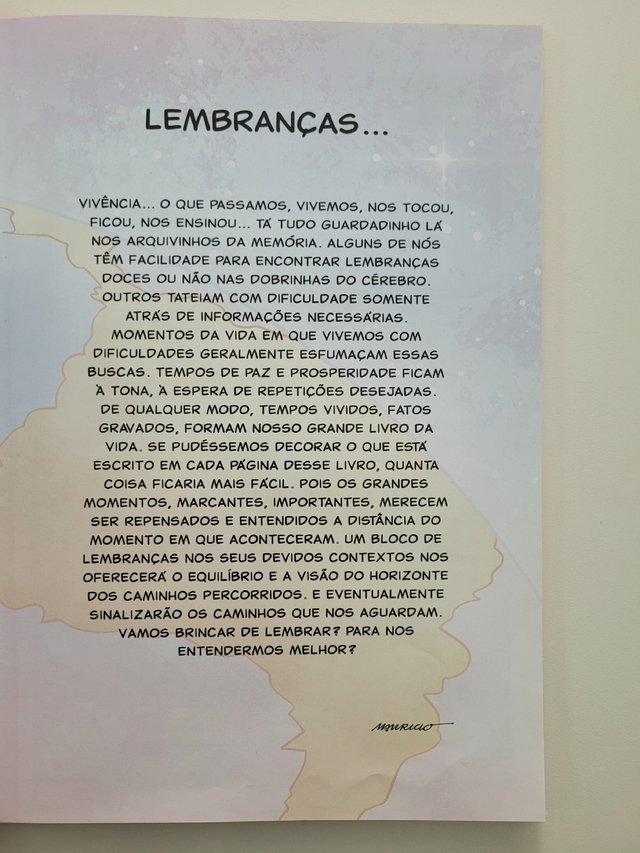 LEMBRANÇAS...
VIVÊNCIA... O QUE PASSAMOS, VIVEMOS, NOS TOCOU,
FICOU, NOS ENSINOU... TÁ TUDO GUARDADINHO LÁ
NOS ARQUIVINHOS DA MEMÓRIA. ALGUNS DE NÓS
TÊM FACILIDADE PARA ENCONTRAR LEMBRANÇAS
DOCES OU NÃO NAS DOBRINHAS DO CÉREBRO.
OUTROS TATEIAM COM DIFICULDADE SOMENTE
ATRÁS DE INFORMAÇÕES NECESSÁRIAS.
MOMENTOS DA VIDA EM QUE VIVEMOS COM
DIFICULDADES GERALMENTE ESFUMAÇAM ESSAS
BUSCAS. TEMPOS DE PAZ E PROSPERIDADE FICAM
À TONA, À ESPERA DE REPETIÇÕES DESEJADAS.
DE QUALQUER MODO, TEMPOS VIVIDOS, FATOS
GRAVADOS, FORMAM NOSSO GRANDE LIVRO DA
VIDA. SE PUDÉSSEMOS DECORAR O QUE ESTÁ
ESCRITO EM CADA PÁGINA DESSE LIVRO, QUANTA
COISA FICARIA MAIS FÁCIL. POIS OS GRANDES
MOMENTOS, MARCANTES, IMPORTANTES, MERECEM
SER REPENSADOS E ENTENDIDOS A DISTÂNCIA DO
MOMENTO EM QUE ACONTECERAM. UM BLOCO DE
LEMBRANÇAS NOS SEUS DEVIDOS CONTEXTOS NOS
OFERECERÁ O EQUILÍBRIO E A VISÃO DO HORIZONTE
DOS CAMINHOS PERCORRIDOS. E EVENTUALMENTE
SINALIZARÃO OS CAMINHOS QUE NOS AGUARDAM.
VAMOS BRINCAR DE LEMBRAR? PARA NOS
ENTENDERMOS MELHOR?
MAURICIO